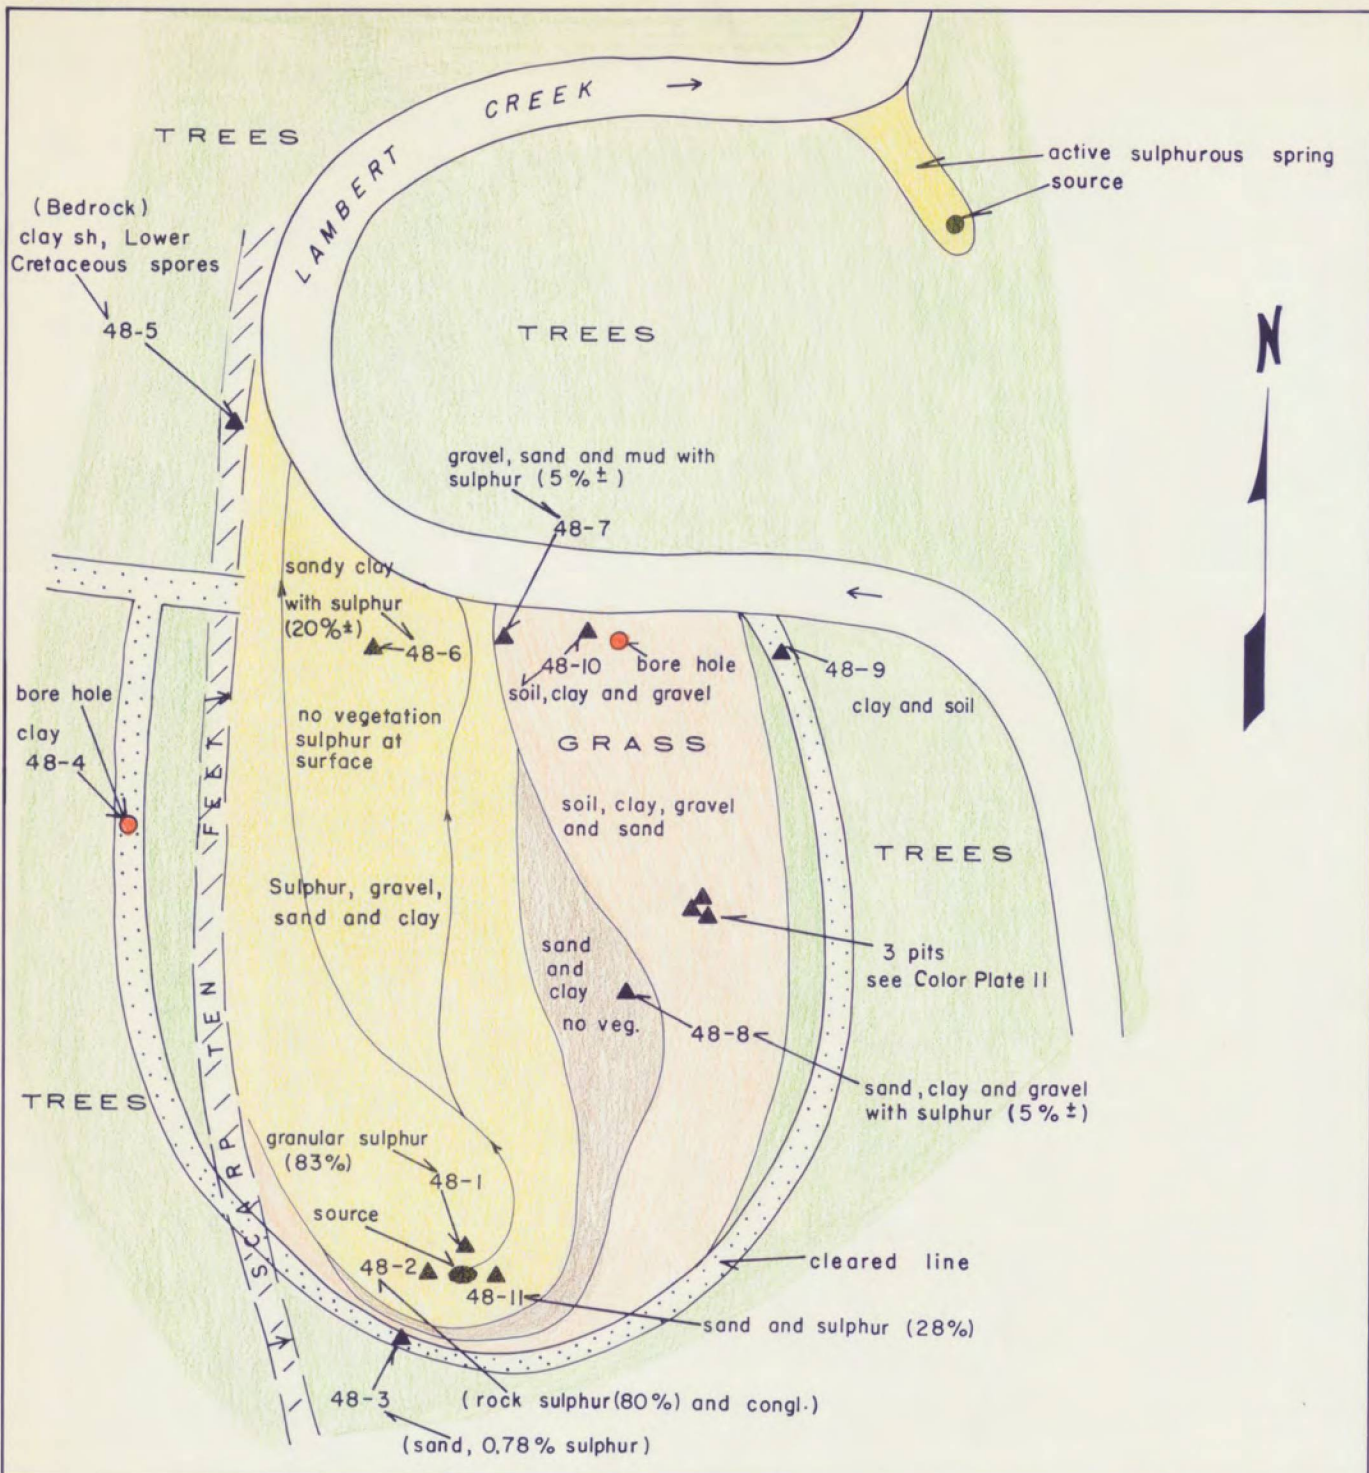 CREEK
LAMBERT
TREES
active sulphurous spring
source
(Bedrock)
clay sh, Lower
Cretaceous spores
48-5
TREES
N
gravel, sand and mud with
sulphur (5%±)
48-7
sandy clay
with sulphur
(20%±)
48-6
48-10
bore hole
soil, clay and gravel
48-9
clay and soil
bore hole
clay
48-4
no vegetation
sulphur at
surface
GRASS
soil, clay, gravel
and sand
TREES
Sulphur, gravel,
sand and clay
sand
and
clay
no veg.
3 pits
see Color Plate 11
48-8
sand, clay and gravel
with sulphur (5%±)
TREES
SCARP TEN FEET
granular sulphur
(83%)
48-1
source
48-2
48-11
cleared line
sand and sulphur (28%)
48-3
(rock sulphur(80%) and congl.)
(sand, 0.78% sulphur)